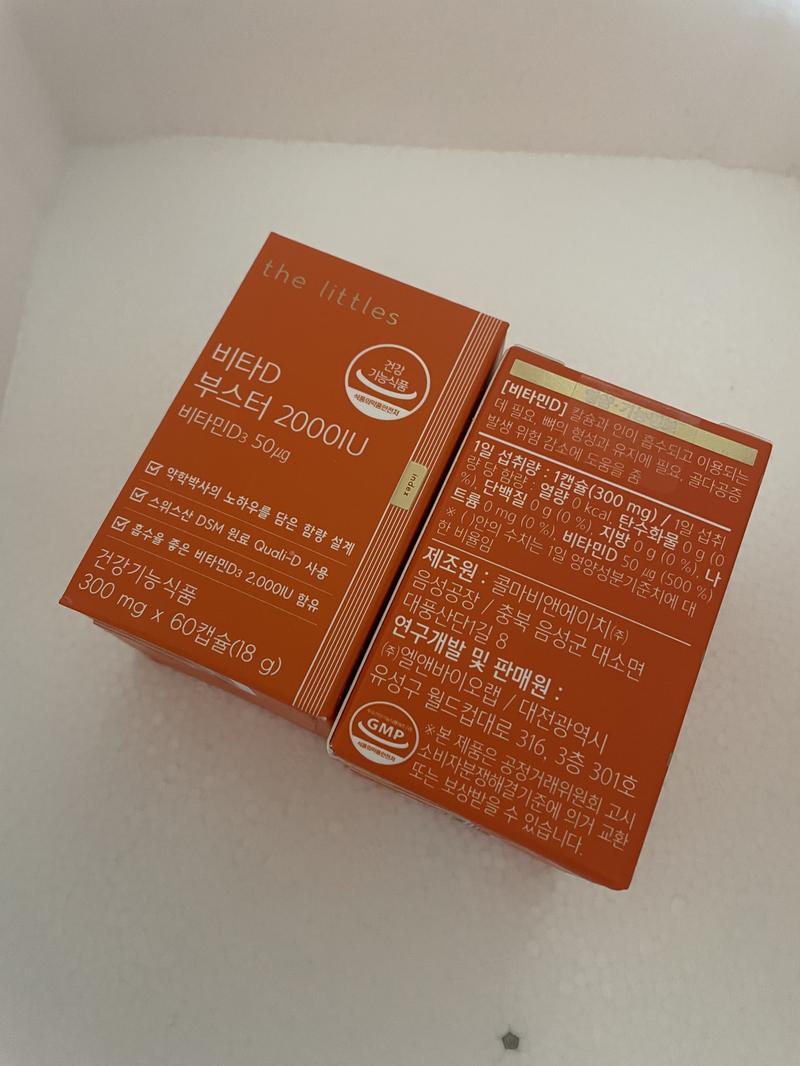 the littles
건강
기능식품
식품의약품안전처
비타D
부스터 2000IU
비타민D₃ 50㎍
index
약학박사의 노하우를 담은 함량 설계
스위스산 DSM 원료 Quali-D 사용
흡수율 좋은 비타민D₃ 2,000IU 함유
건강기능식품
300 mg x 60캡슐(18 g)
[비타민D] 칼슘과 인이 흡수되고 이용되는
데 필요, 뼈의 형성과 유지에 필요, 골다공증
발생 위험 감소에 도움을 줌
1일 섭취량 : 1캡슐(300 mg) / 1일 섭취
량 당 함량 : 열량 0 kcal, 탄수화물 0 g (0
%), 단백질 0 g (0 %), 지방 0 g (0 %), 나
트륨 0 mg (0 %), 비타민D 50 ㎍ (500 %)
※ ( )안의 수치는 1일 영양성분기준치에 대
한 비율임
제조원 : 콜마비앤에이치㈜
음성공장 / 충북 음성군 대소면
대풍산단1길 8
연구개발 및 판매원 :
㈜엘앤바이오랩 / 대전광역시
유성구 월드컵대로 316, 3층 301호
GMP
식품의약품안전처
※본 제품은 공정거래위원회 고시
소비자분쟁해결기준에 의거 교환
또는 보상받을 수 있습니다.